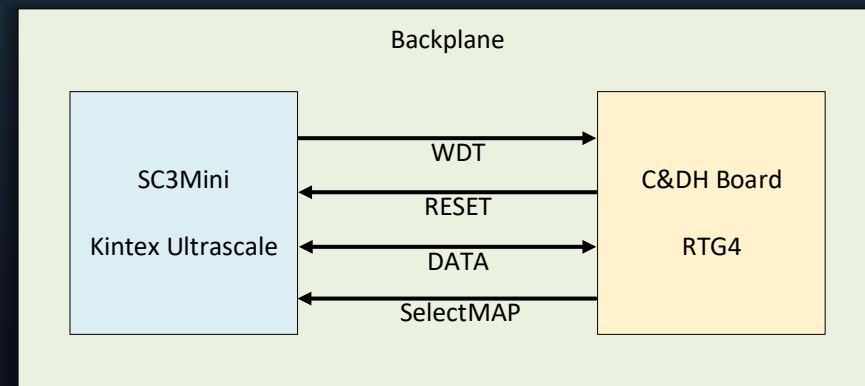 Backplane
SC3Mini
Kintex Ultrascale
WDT
RESET
DATA
SelectMAP
C&DH Board
RTG4